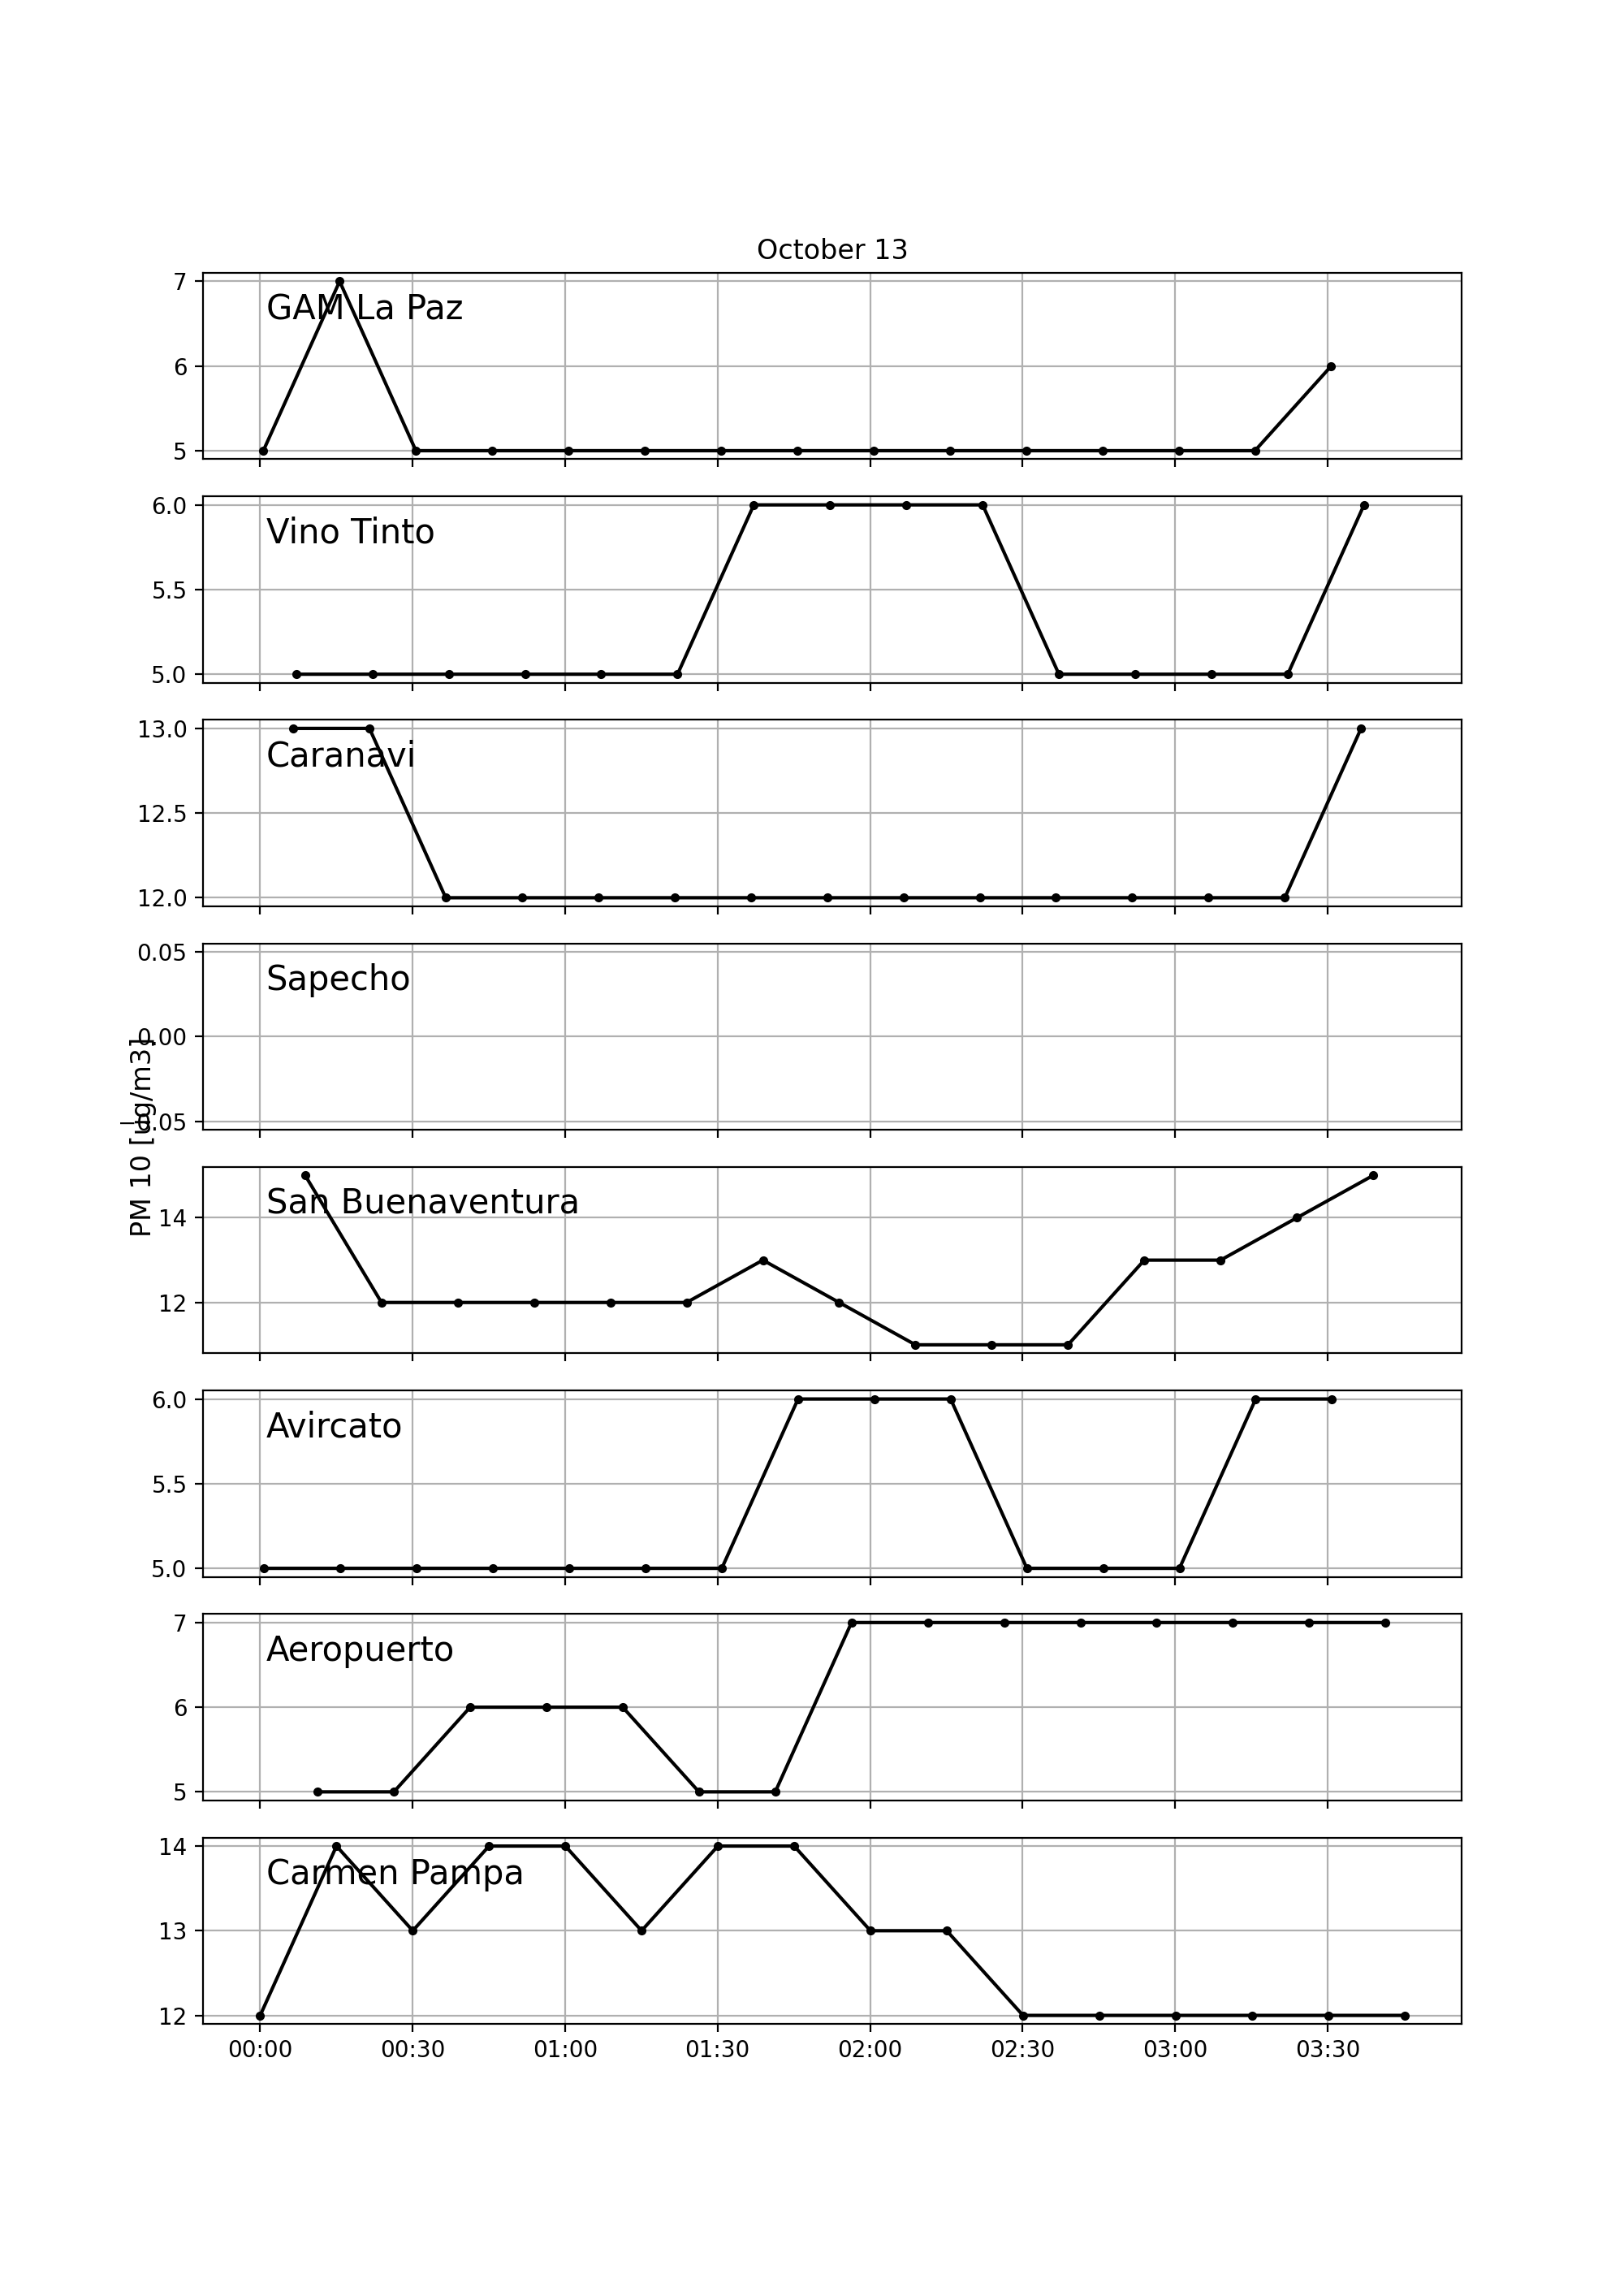 October 13
7
GAM La Paz
6
5
6.0
Vino Tinto
5.5
5.0
13.0
Caranavi
12.5
12.0
0.05
Sapecho
0.00
−0.05
PM 10 [ug/m3]
San Buenaventura
14
12
6.0
Avircato
5.5
5.0
7
Aeropuerto
6
5
14
Carmen Pampa
13
12
00:00 00:30 01:00 01:30 02:00 02:30 03:00 03:30